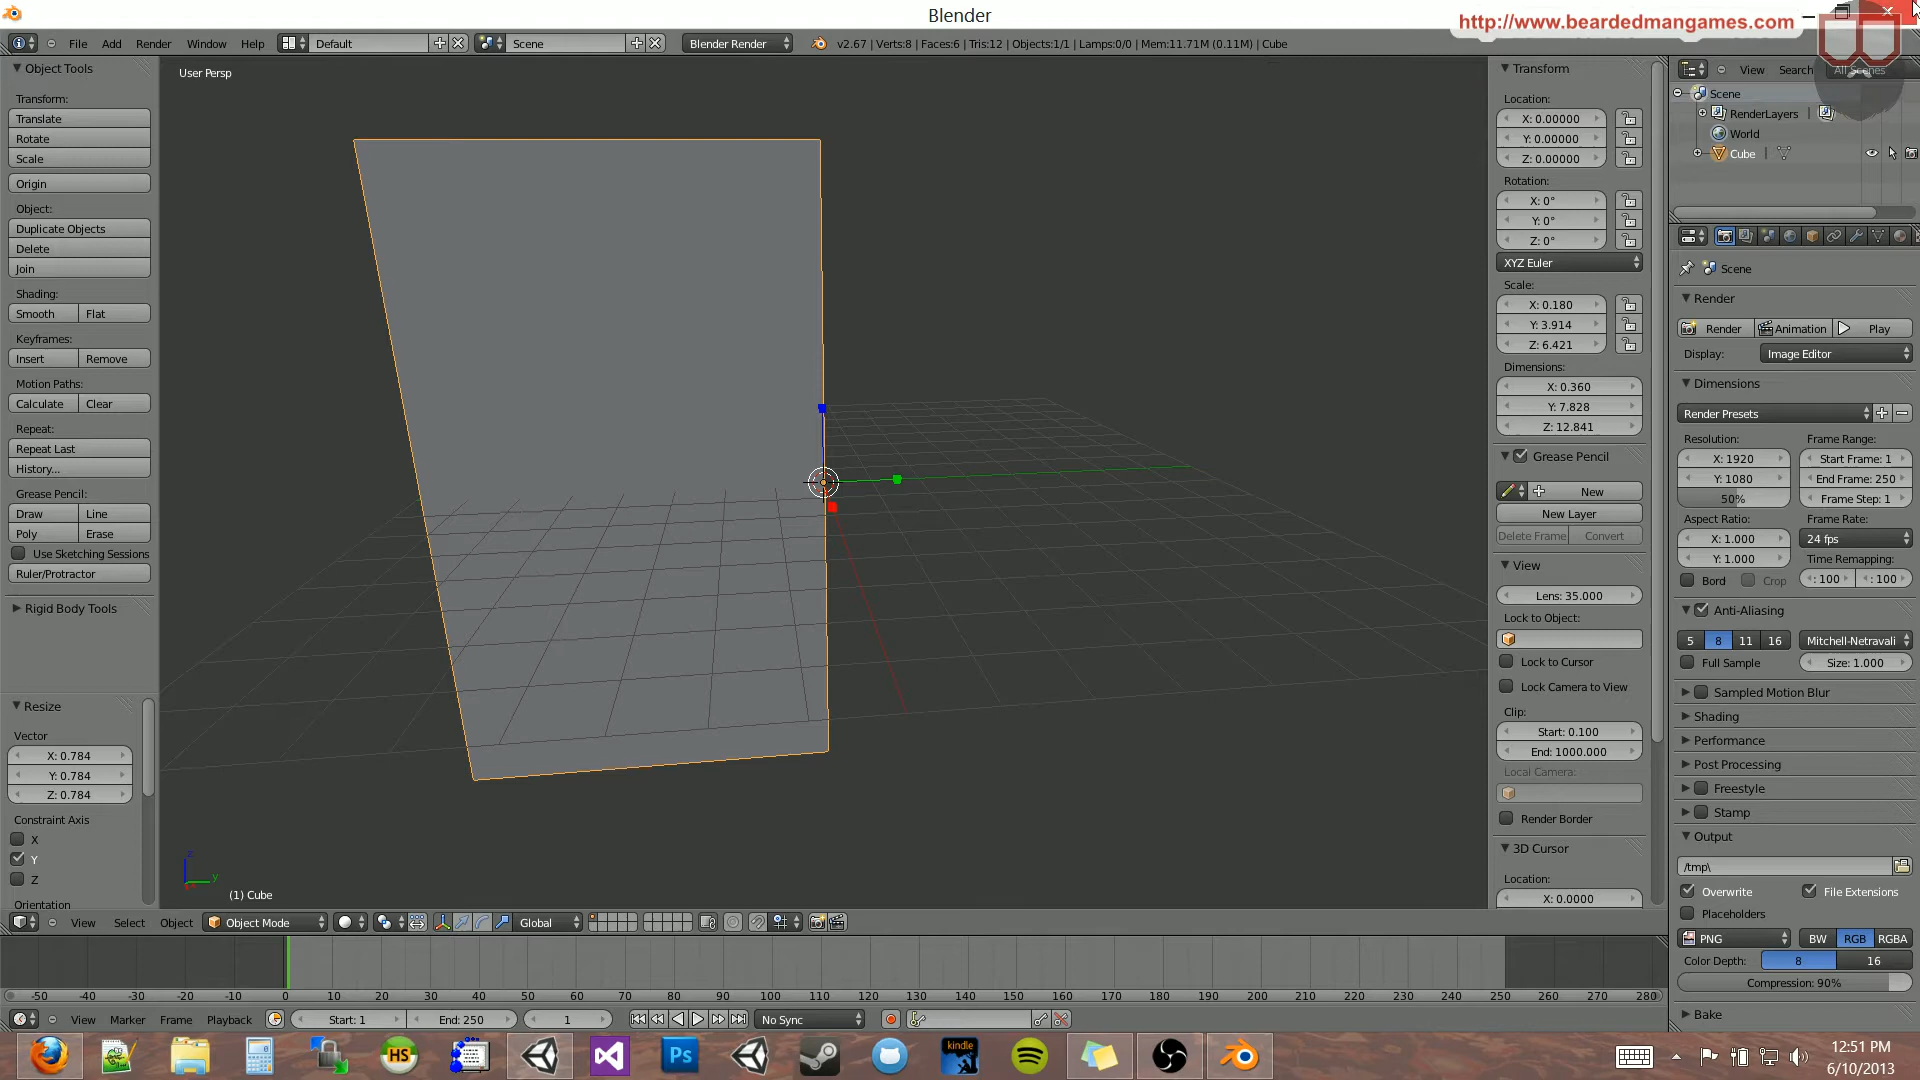 Blender
http://www.beardedmangames.com
File Add Render Window Help Default Scene Blender Render v2.67 | Verts:8 | Faces:6 | Tris:12 | Objects:1/1 | Lamps:0/0 | Mem:11.71M (0.11M) | Cube
Object Tools
Transform:
Translate
Rotate
Scale
Origin
Object:
Duplicate Objects
Delete
Join
Shading:
Smooth Flat
Keyframes:
Insert Remove
Motion Paths:
Calculate Clear
Repeat:
Repeat Last
History...
Grease Pencil:
Draw Line
Poly Erase
Use Sketching Sessions
Ruler/Protractor
Rigid Body Tools
Resize
Vector
X: 0.784
Y: 0.784
Z: 0.784
Constraint Axis
X
Y
Z
Orientation
User Persp
z
y
(1) Cube
Transform
Location:
X: 0.00000
Y: 0.00000
Z: 0.00000
Rotation:
X: 0°
Y: 0°
Z: 0°
XYZ Euler
Scale:
X: 0.180
Y: 3.914
Z: 6.421
Dimensions:
X: 0.360
Y: 7.828
Z: 12.841
Grease Pencil
New
New Layer
Delete Frame Convert
View
Lens: 35.000
Lock to Object:
Lock to Cursor
Lock Camera to View
Clip:
Start: 0.100
End: 1000.000
Local Camera:
Render Border
3D Cursor
Location:
X: 0.0000
View Search All Scenes
Scene
RenderLayers
World
Cube
Scene
Render
Render Animation Play
Display: Image Editor
Dimensions
Render Presets
Resolution: Frame Range:
X: 1920 Start Frame: 1
Y: 1080 End Frame: 250
50% Frame Step: 1
Aspect Ratio: Frame Rate:
X: 1.000 24 fps
Y: 1.000 Time Remapping:
Bord Crop : 100 : 100
Anti-Aliasing
5 8 11 16 Mitchell-Netravali
Full Sample Size: 1.000
Sampled Motion Blur
Shading
Performance
Post Processing
Freestyle
Stamp
Output
/tmp\
Overwrite File Extensions
Placeholders
PNG BW RGB RGBA
Color Depth: 8 16
Compression: 90%
Bake
View Select Object Object Mode Global
-50 -40 -30 -20 -10 0 10 20 30 40 50 60 70 80 90 100 110 120 130 140 150 160 170 180 190 200 210 220 230 240 250 260 270 280
View Marker Frame Playback Start: 1 End: 250 1 No Sync
HS Ps kindle
12:51 PM
6/10/2013